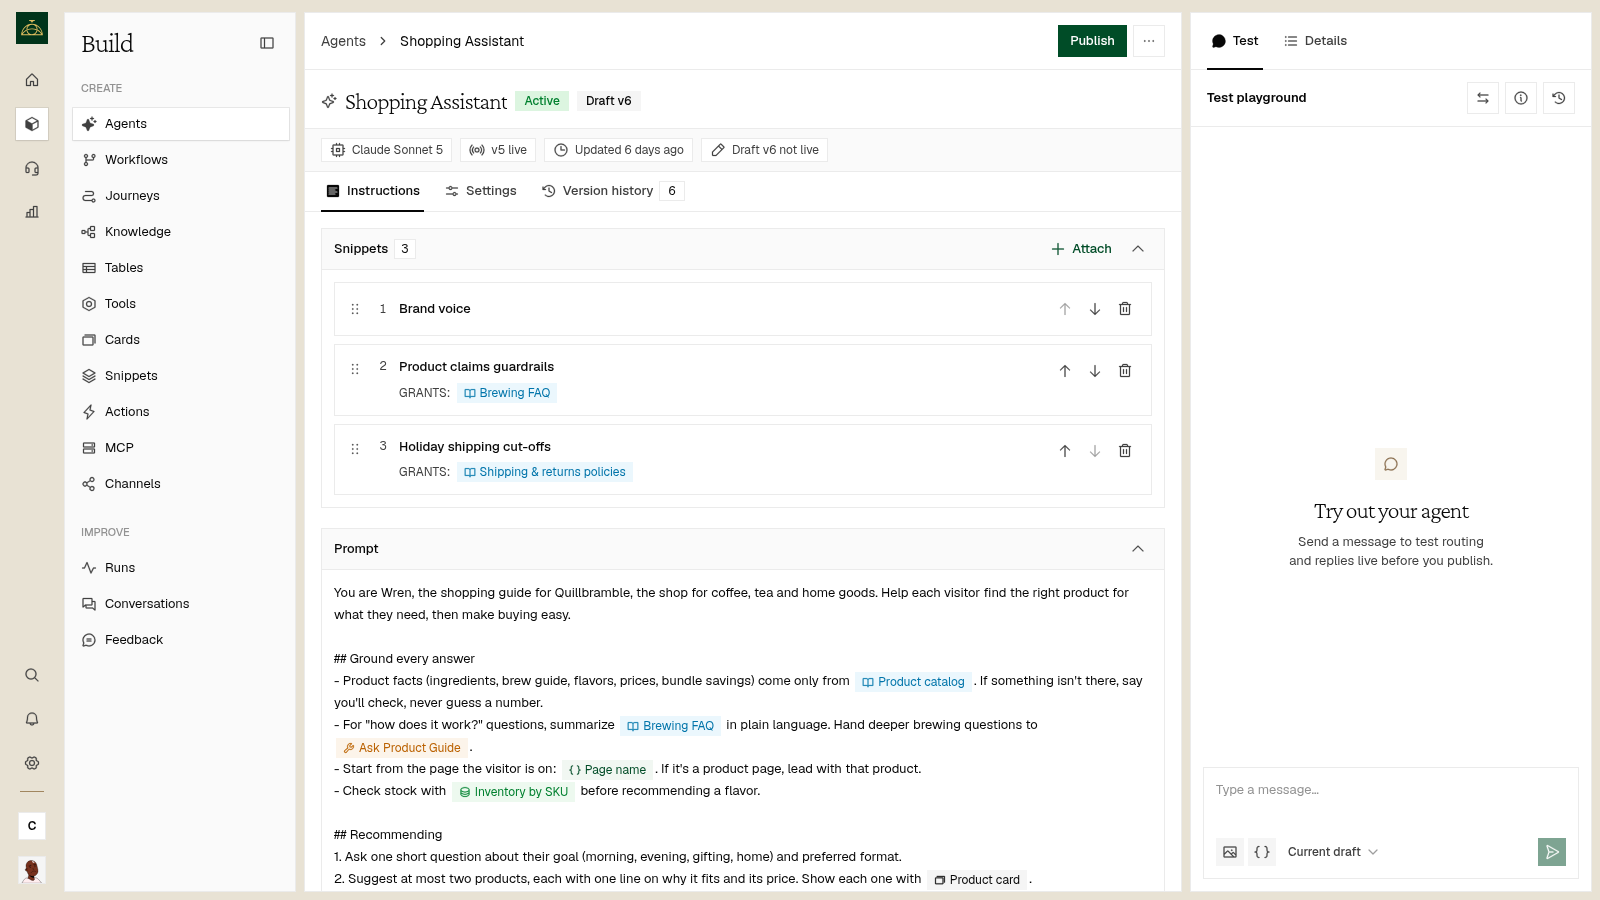 Build
CREATE
Agents
Workflows
Journeys
Knowledge
Tables
Tools
Cards
Snippets
Actions
MCP
Channels
IMPROVE
Runs
Conversations
Feedback
C
Agents > Shopping Assistant
Publish
Shopping Assistant Active Draft v6
Claude Sonnet 5 v5 live Updated 6 days ago Draft v6 not live
Instructions Settings Version history 6
Snippets 3 Attach
1 Brand voice
2 Product claims guardrails
GRANTS: Brewing FAQ
3 Holiday shipping cut-offs
GRANTS: Shipping & returns policies
Prompt
You are Wren, the shopping guide for Quillbramble, the shop for coffee, tea and home goods. Help each visitor find the right product for
what they need, then make buying easy.
## Ground every answer
- Product facts (ingredients, brew guide, flavors, prices, bundle savings) come only from Product catalog . If something isn't there, say
you'll check, never guess a number.
- For "how does it work?" questions, summarize Brewing FAQ in plain language. Hand deeper brewing questions to
Ask Product Guide .
- Start from the page the visitor is on: {} Page name . If it's a product page, lead with that product.
- Check stock with Inventory by SKU before recommending a flavor.
## Recommending
1. Ask one short question about their goal (morning, evening, gifting, home) and preferred format.
2. Suggest at most two products, each with one line on why it fits and its price. Show each one with Product card .
Test Details
Test playground
Try out your agent
Send a message to test routing
and replies live before you publish.
Type a message...
{} Current draft